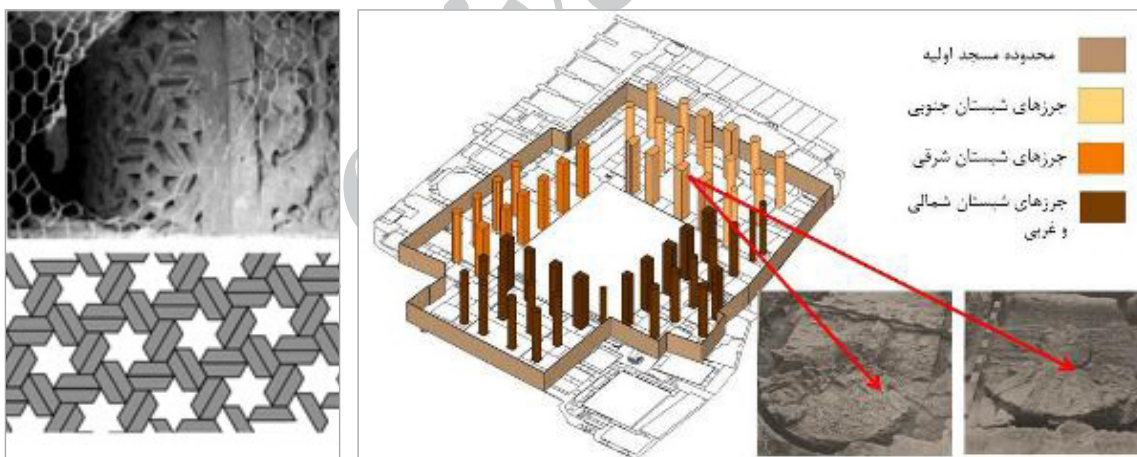 محدوده مسجد اولیه
جرزهای شبستان جنوبی
جرزهای شبستان شرقی
جرزهای شبستان شمالی
و غربی